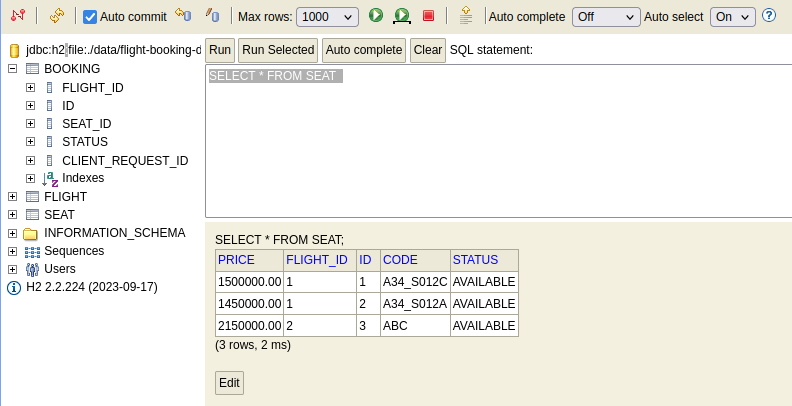 Auto commit Max rows: 1000 Auto complete Off Auto select On
jdbc:h2:file:./data/flight-booking-d
BOOKING
FLIGHT_ID
ID
SEAT_ID
STATUS
CLIENT_REQUEST_ID
Indexes
FLIGHT
SEAT
INFORMATION_SCHEMA
Sequences
Users
H2 2.2.224 (2023-09-17)
Run Run Selected Auto complete Clear SQL statement:
SELECT * FROM SEAT
SELECT * FROM SEAT;
PRICE FLIGHT_ID ID CODE STATUS
1500000.00 1 1 A34_S012C AVAILABLE
1450000.00 1 2 A34_S012A AVAILABLE
2150000.00 2 3 ABC AVAILABLE
(3 rows, 2 ms)
Edit